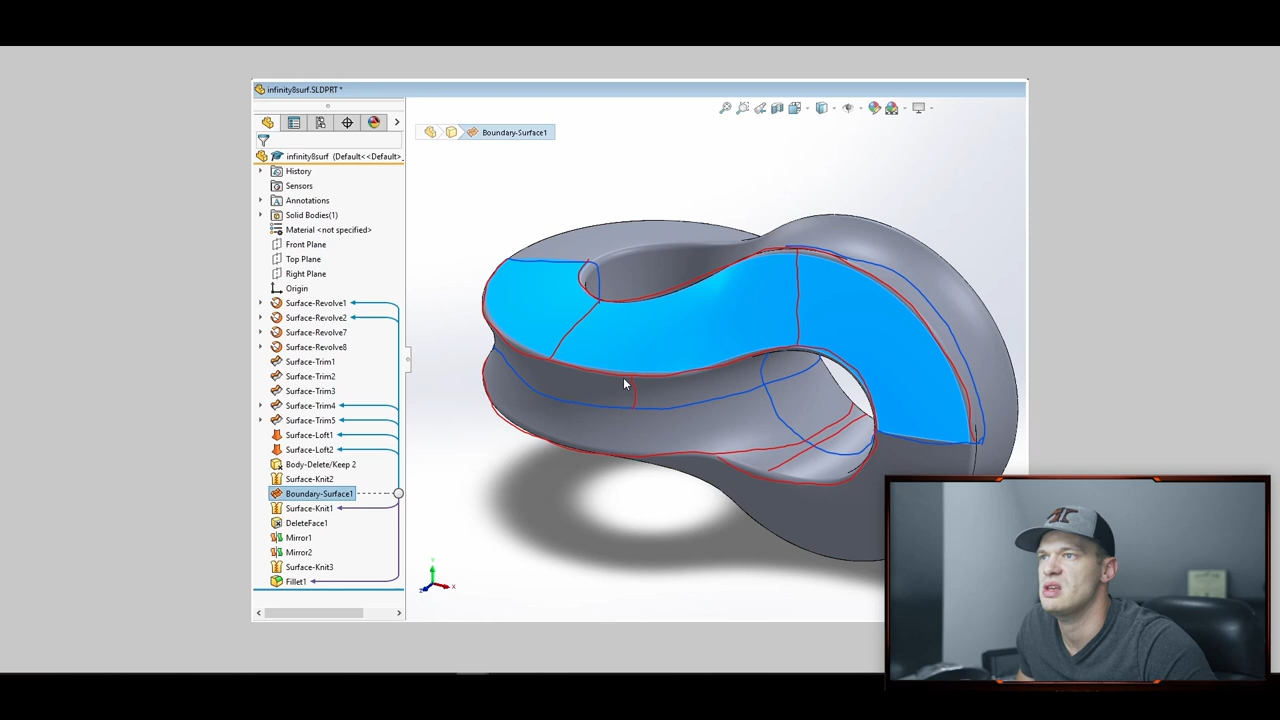 infinity8surf.SLDPRT *
Boundary-Surface1
infinity8surf (Default<<Default>_
History
Sensors
Annotations
Solid Bodies(1)
Material <not specified>
Front Plane
Top Plane
Right Plane
Origin
Surface-Revolve1
Surface-Revolve2
Surface-Revolve7
Surface-Revolve8
Surface-Trim1
Surface-Trim2
Surface-Trim3
Surface-Trim4
Surface-Trim5
Surface-Loft1
Surface-Loft2
Body-Delete/Keep 2
Surface-Knit2
Boundary-Surface1
Surface-Knit1
DeleteFace1
Mirror1
Mirror2
Surface-Knit3
Fillet1